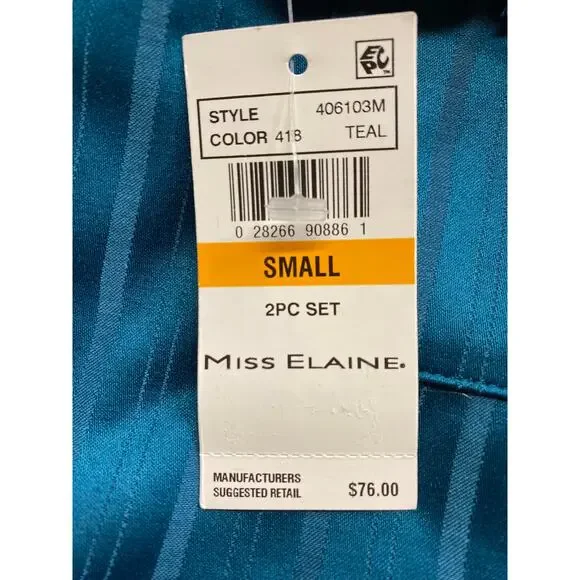 EPC™
STYLE 406103M
COLOR 418 TEAL
0 28266 90886 1
SMALL
2PC SET
MISS ELAINE®
MANUFACTURERS
SUGGESTED RETAIL $76.00